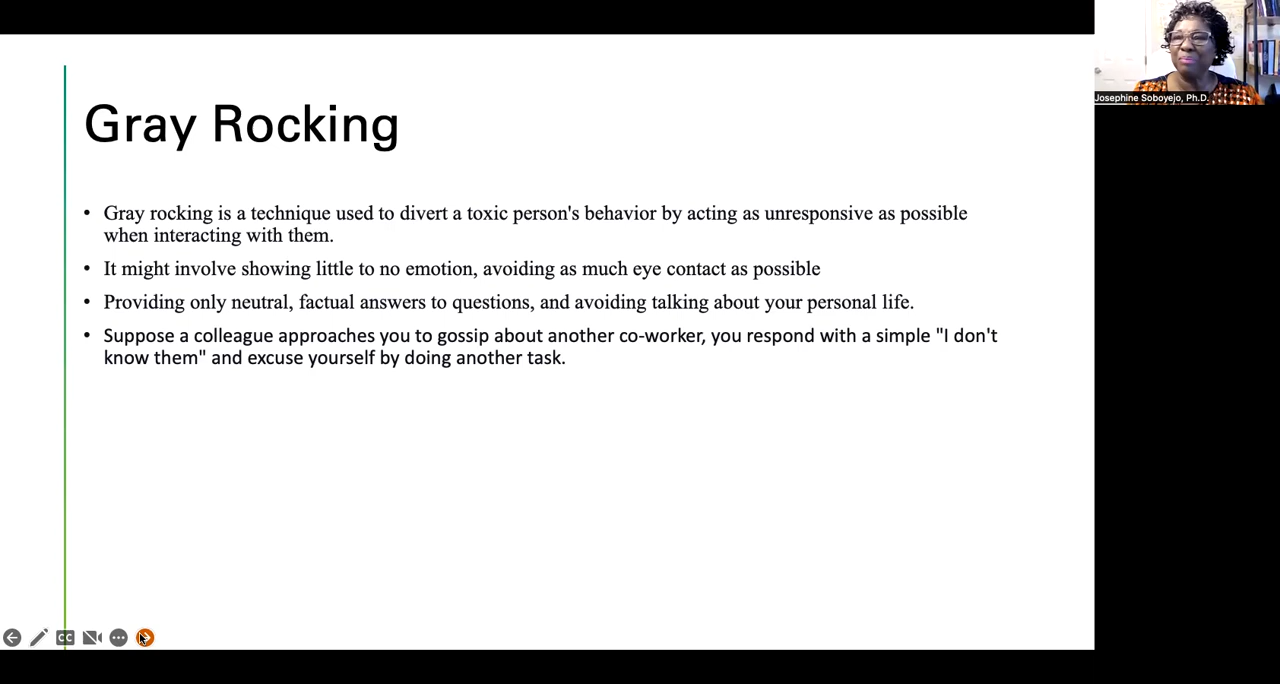 Gray Rocking
• Gray rocking is a technique used to divert a toxic person's behavior by acting as unresponsive as possible
when interacting with them.
• It might involve showing little to no emotion, avoiding as much eye contact as possible
• Providing only neutral, factual answers to questions, and avoiding talking about your personal life.
• Suppose a colleague approaches you to gossip about another co-worker, you respond with a simple "I don't
know them" and excuse yourself by doing another task.
Josephine Soboyejo, Ph.D.
CC